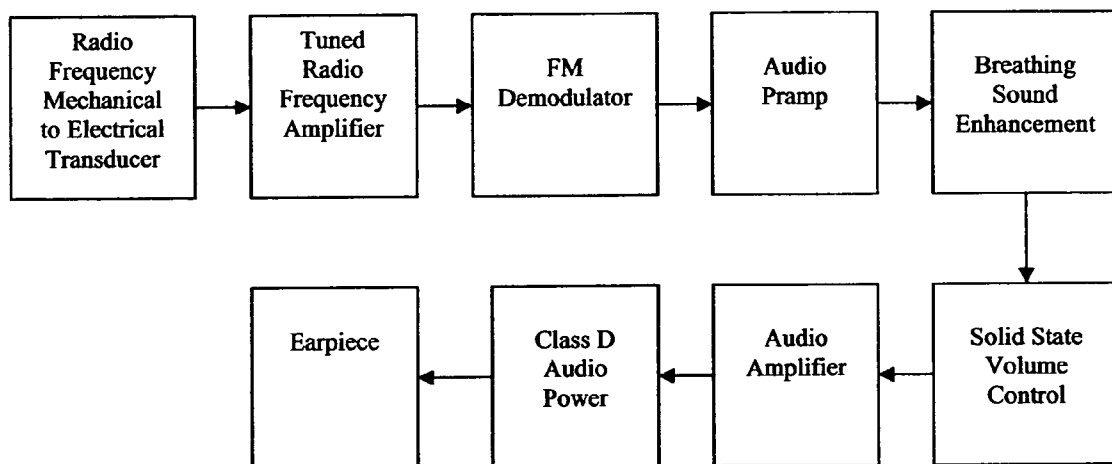 Radio
Frequency
Mechanical
to Electrical
Transducer
Tuned
Radio
Frequency
Amplifier
FM
Demodulator
Audio
Pramp
Breathing
Sound
Enhancement
Earpiece
Class D
Audio
Power
Audio
Amplifier
Solid State
Volume
Control